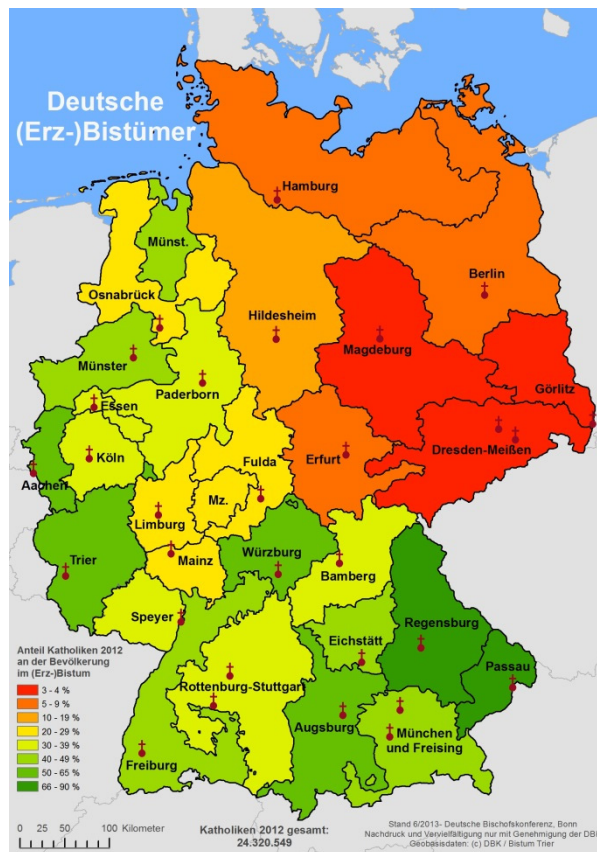 Deutsche
(Erz-)Bistümer
Hamburg
Münst.
Berlin
Osnabrück
Hildesheim
Magdeburg
Münster
Görlitz
Paderborn
Essen
Dresden-Meißen
Köln
Erfurt
Fulda
Aachen
Mz.
Limburg
Trier
Mainz
Würzburg
Bamberg
Speyer
Eichstätt
Regensburg
Passau
Rottenburg-Stuttgart
Augsburg
München
und Freising
Freiburg
Anteil Katholiken 2012
an der Bevölkerung
im (Erz-)Bistum
3 - 4 %
5 - 9 %
10 - 19 %
20 - 29 %
30 - 39 %
40 - 49 %
50 - 65 %
66 - 90 %
0 25 50 100 Kilometer
Katholiken 2012 gesamt:
24.320.549
Stand 6/2013- Deutsche Bischofskonferenz, Bonn
Nachdruck und Vervielfältigung nur mit Genehmigung der DBK
Geobasisdaten: (c) DBK / Bistum Trier